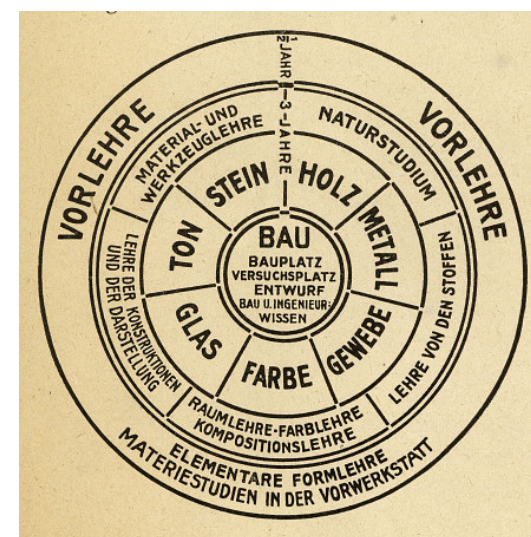 ½ JAHR
VORLEHRE
VORLEHRE
3 JAHRE
MATERIAL- UND
WERKZEUGLEHRE
NATURSTUDIUM
LEHRE VON DEN STOFFEN
RAUMLEHRE·FARBLEHRE
KOMPOSITIONSLEHRE
LEHRE DER KONSTRUKTIONEN
UND DER DARSTELLUNG
STEIN
HOLZ
METALL
GEWEBE
FARBE
GLAS
TON
BAU
BAUPLATZ
VERSUCHSPLATZ
ENTWURF
BAU U. INGENIEUR:
WISSEN
ELEMENTARE FORMLEHRE
MATERIESTUDIEN IN DER VORWERKSTATT